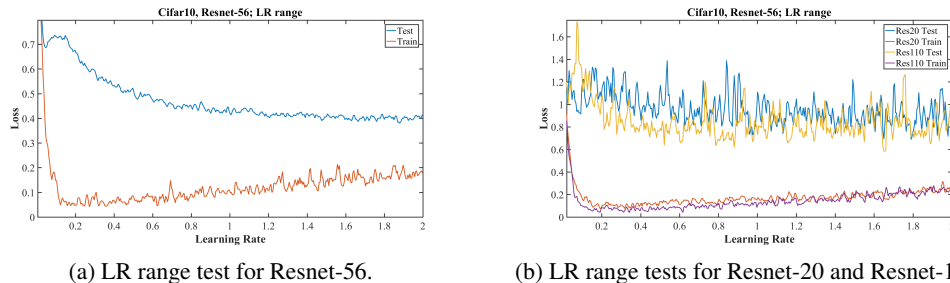 Cifar10, Resnet-56; LR range
Test
Train
Loss
0.7
0.6
0.5
0.4
0.3
0.2
0.1
0
0.2 0.4 0.6 0.8 1 1.2 1.4 1.6 1.8 2
Learning Rate
(a) LR range test for Resnet-56.
Cifar10, Resnet-56; LR range
Res20 Test
Res20 Train
Res110 Test
Res110 Train
Loss
1.6
1.4
1.2
1
0.8
0.6
0.4
0.2
0
0.2 0.4 0.6 0.8 1 1.2 1.4 1.6 1.8
Learning Rate
(b) LR range tests for Resnet-20 and Resnet-1